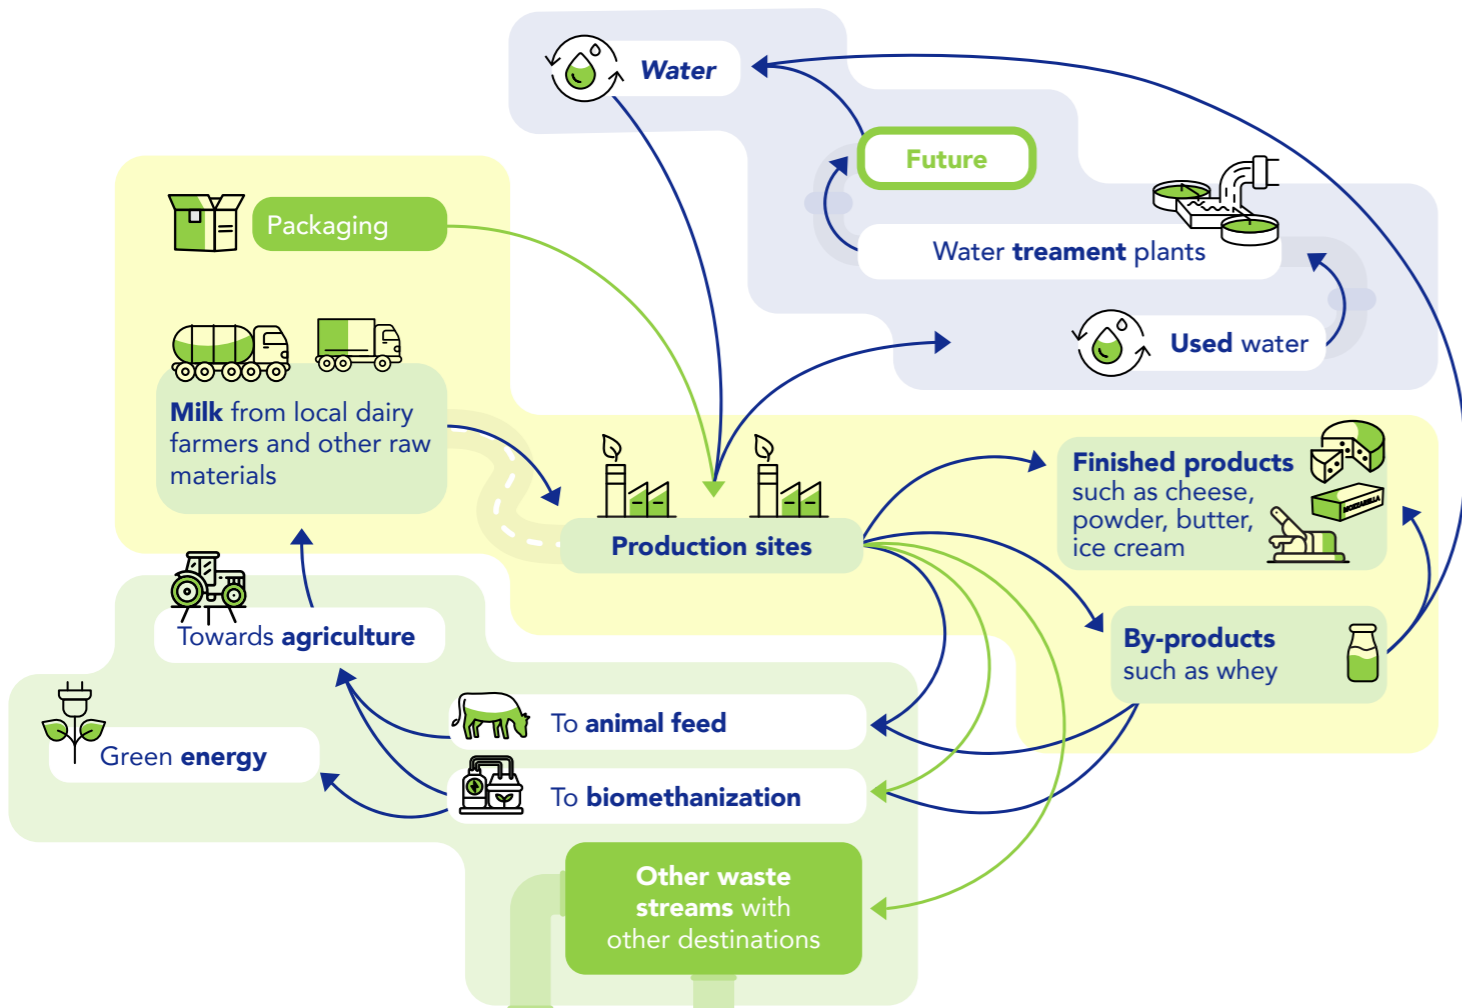 Water
Future
Packaging
Water treament plants
Used water
Milk from local dairy
farmers and other raw
materials
Finished products
such as cheese,
powder, butter,
ice cream
MOZZARELLA
Production sites
Towards agriculture
By-products
such as whey
To animal feed
Green energy
To biomethanization
Other waste
streams with
other destinations